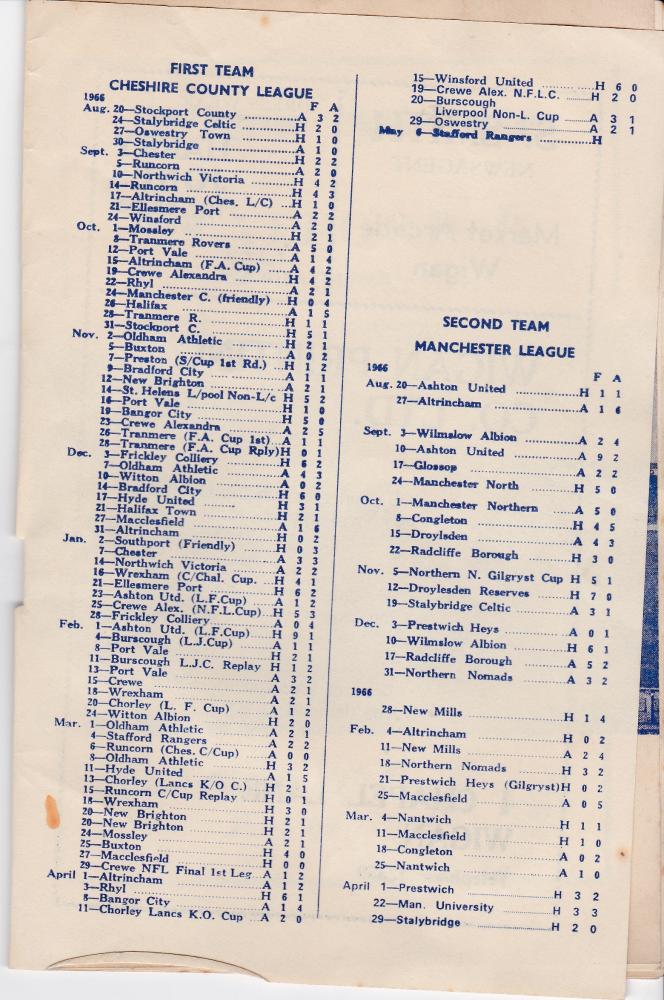 FIRST TEAM
CHESHIRE COUNTY LEAGUE
1966 F A
Aug. 20—Stockport County A 3 2
24—Stalybridge Celtic H 2 0
27—Oswestry Town H 1 0
30—Stalybridge A 1 0
Sept. 3—Chester H 2 2
5—Runcorn A 2 0
10—Northwich Victoria H 4 2
14—Runcorn H 4 3
17—Altrincham (Ches. L/C) H 1 0
21—Ellesmere Port A 2 2
24—Winsford A 2 0
Oct. 1—Mossley H 2 1
8—Tranmere Rovers A 5 0
12—Port Vale A 1 4
15—Altrincham (F.A. Cup) A 4 2
19—Crewe Alexandra H 4 2
22—Rhyl A 2 1
24—Manchester C. (friendly) H 0 4
26—Halifax A 1 5
28—Tranmere R. H 1 1
31—Stockport C. H 5 1
Nov. 2—Oldham Athletic H 2 1
5—Buxton A 0 2
7—Preston (S/Cup 1st Rd.) H 1 2
9—Bradford City A 1 1
12—New Brighton A 2 1
14—St. Helens L/pool Non-L/c H 5 2
16—Port Vale H 1 0
19—Bangor City H 5 0
23—Crewe Alexandra A 2 5
26—Tranmere (F.A. Cup 1st) A 1 1
28—Tranmere (F.A. Cup Rply) H 0 1
Dec. 3—Frickley Colliery H 6 2
7—Oldham Athletic A 4 3
10—Witton Albion A 0 2
14—Bradford City H 6 0
17—Hyde United H 3 1
21—Halifax Town H 2 1
27—Macclesfield A 1 6
31—Altrincham H 0 2
Jan. 2—Southport (Friendly) H 0 3
7—Chester A 3 3
14—Northwich Victoria A 2 2
16—Wrexham (C/Chal. Cup. H 4 1
21—Ellesmere Port H 6 2
23—Ashton Utd. (L.F.Cup) A 1 2
25—Crewe Alex. (N.F.L.Cup) H 5 3
28—Frickley Colliery A 0 4
Feb. 1—Ashton Utd. (L.F.Cup) H 9 1
4—Burscough (L.J.Cup) A 1 1
8—Port Vale H 2 1
11—Burscough L.J.C. Replay H 1 2
13—Port Vale A 3 2
15—Crewe A 2 1
18—Wrexham A 2 1
20—Chorley (L. F. Cup) A 1 2
24—Witton Albion H 2 0
Mar. 1—Oldham Athletic A 2 1
4—Stafford Rangers A 2 2
6—Runcorn (Ches. C/Cup) A 0 0
8—Oldham Athletic H 3 2
11—Hyde United A 1 5
13—Chorley (Lancs K/O C.) H 2 1
15—Runcorn C/Cup Replay H 0 1
18—Wrexham H 3 0
20—New Brighton H 2 1
20—New Brighton H 2 1
24—Mossley A 2 1
25—Buxton H 4 0
27—Macclesfield H 0 0
29—Crewe NFL Final 1st Leg A 1 2
April 1—Altrincham A 1 2
3—Rhyl H 6 1
8—Bangor City A 1 4
11—Chorley Lancs K.O. Cup A 2 0
15—Winsford United H 6 0
19—Crewe Alex. N.F.L.C. H 2 0
20—Burscough
Liverpool Non-L. Cup A 3 1
29—Oswestry A 2 1
May 6—Stafford Rangers H
SECOND TEAM
MANCHESTER LEAGUE
1966 F A
Aug. 20—Ashton United H 1 1
27—Altrincham A 1 6
Sept. 3—Wilmslow Albion A 2 4
10—Ashton United A 9 2
17—Glossop A 2 2
24—Manchester North H 5 0
Oct. 1—Manchester Northern A 5 0
8—Congleton H 4 5
15—Droylsden A 4 3
22—Radcliffe Borough H 3 0
Nov. 5—Northern N. Gilgryst Cup H 5 1
12—Droylesden Reserves H 7 0
19—Stalybridge Celtic A 3 1
Dec. 3—Prestwich Heys A 0 1
10—Wilmslow Albion H 6 1
17—Radcliffe Borough A 5 2
31—Northern Nomads A 3 2
1966
28—New Mills H 1 4
Feb. 4—Altrincham H 0 2
11—New Mills A 2 4
18—Northern Nomads H 3 2
21—Prestwich Heys (Gilgryst) H 0 2
25—Macclesfield A 0 5
Mar. 4—Nantwich H 1 1
11—Macclesfield H 1 0
18—Congleton A 0 2
25—Nantwich A 1 0
April 1—Prestwich H 3 2
22—Man. University H 3 3
29—Stalybridge H 2 0